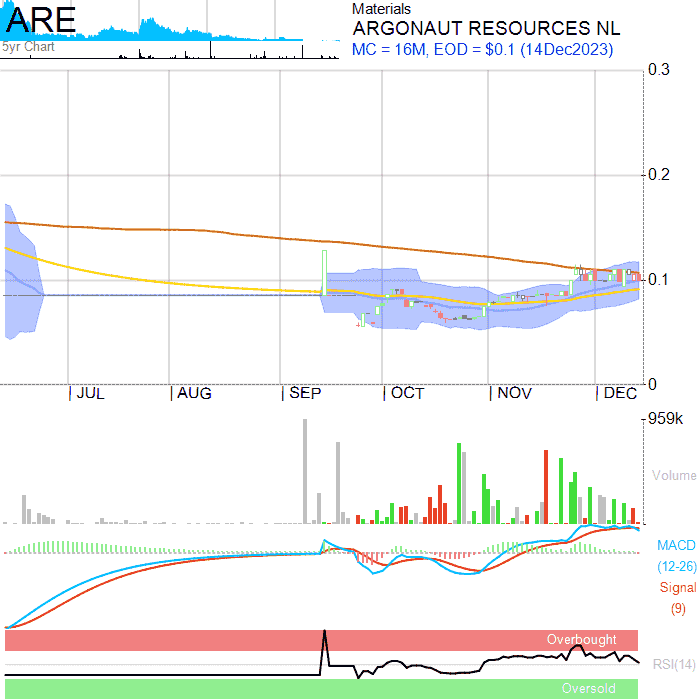 ARE
5yr Chart
Materials
ARGONAUT RESOURCES NL
MC = 16M, EOD = $0.1 (14Dec2023)
0.3
0.2
0.1
0
JUL
AUG
SEP
OCT
NOV
DEC
959k
Volume
MACD
(12-26)
Signal
(9)
Overbought
RSI(14)
Oversold